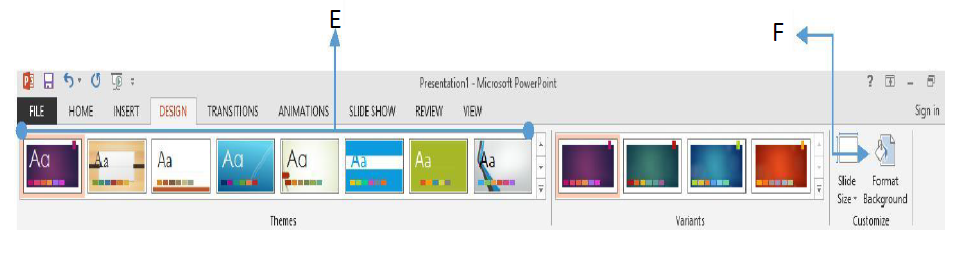 E
F
Presentation1 - Microsoft PowerPoint
?
FILE HOME INSERT DESIGN TRANSITIONS ANIMATIONS SLIDE SHOW REVIEW VIEW Sign in
Aa Aa Aa Aa Aa Aa Aa Aa
Slide Format
Size Background
Themes Variants Customize